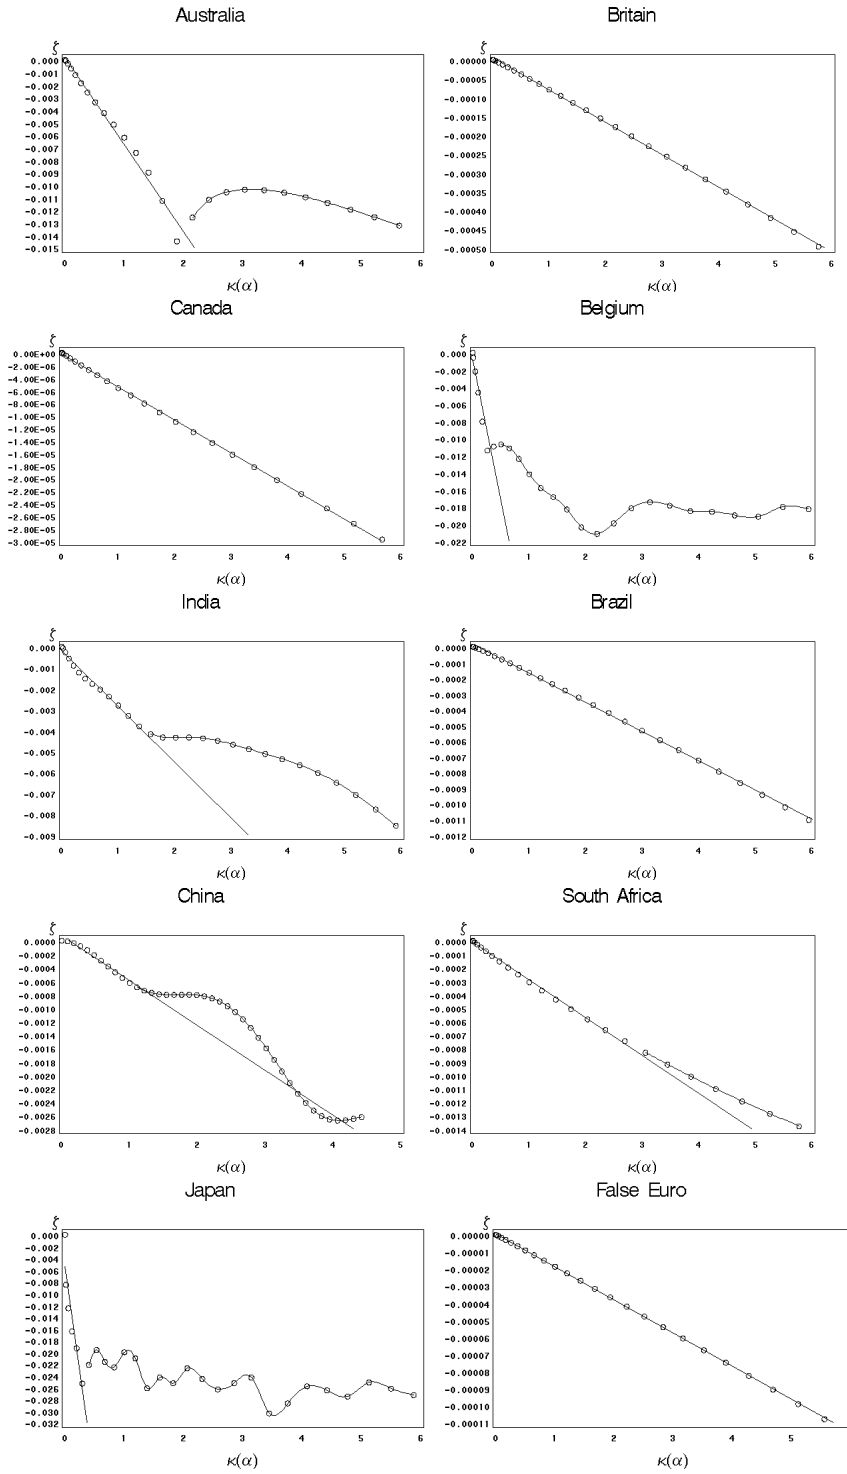 Australia
ζ
0.000
-0.001
-0.002
-0.003
-0.004
-0.005
-0.006
-0.007
-0.008
-0.009
-0.010
-0.011
-0.012
-0.013
-0.014
-0.015
0 1 2 3 4 5 6
κ(α)
Britain
ζ
0.00000
-0.00005
-0.00010
-0.00015
-0.00020
-0.00025
-0.00030
-0.00035
-0.00040
-0.00045
-0.00050
0 1 2 3 4 5 6
κ(α)
Canada
ζ
0.00E+00
-2.00E-06
-4.00E-06
-6.00E-06
-8.00E-06
-1.00E-05
-1.20E-05
-1.40E-05
-1.60E-05
-1.80E-05
-2.00E-05
-2.20E-05
-2.40E-05
-2.60E-05
-2.80E-05
-3.00E-05
0 1 2 3 4 5 6
κ(α)
Belgium
ζ
0.000
-0.002
-0.004
-0.006
-0.008
-0.010
-0.012
-0.014
-0.016
-0.018
-0.020
-0.022
0 1 2 3 4 5 6
κ(α)
India
ζ
0.000
-0.001
-0.002
-0.003
-0.004
-0.005
-0.006
-0.007
-0.008
-0.009
0 1 2 3 4 5 6
κ(α)
Brazil
ζ
0.0000
-0.0001
-0.0002
-0.0003
-0.0004
-0.0005
-0.0006
-0.0007
-0.0008
-0.0009
-0.0010
-0.0011
-0.0012
0 1 2 3 4 5 6
κ(α)
China
ζ
0.0000
-0.0002
-0.0004
-0.0006
-0.0008
-0.0010
-0.0012
-0.0014
-0.0016
-0.0018
-0.0020
-0.0022
-0.0024
-0.0026
-0.0028
0 1 2 3 4 5
κ(α)
South Africa
ζ
0.0000
-0.0001
-0.0002
-0.0003
-0.0004
-0.0005
-0.0006
-0.0007
-0.0008
-0.0009
-0.0010
-0.0011
-0.0012
-0.0013
-0.0014
0 1 2 3 4 5 6
κ(α)
Japan
ζ
0.000
-0.002
-0.004
-0.006
-0.008
-0.010
-0.012
-0.014
-0.016
-0.018
-0.020
-0.022
-0.024
-0.026
-0.028
-0.030
-0.032
0 1 2 3 4 5 6
κ(α)
False Euro
ζ
0.00000
-0.00001
-0.00002
-0.00003
-0.00004
-0.00005
-0.00006
-0.00007
-0.00008
-0.00009
-0.00010
-0.00011
0 1 2 3 4 5 6
κ(α)